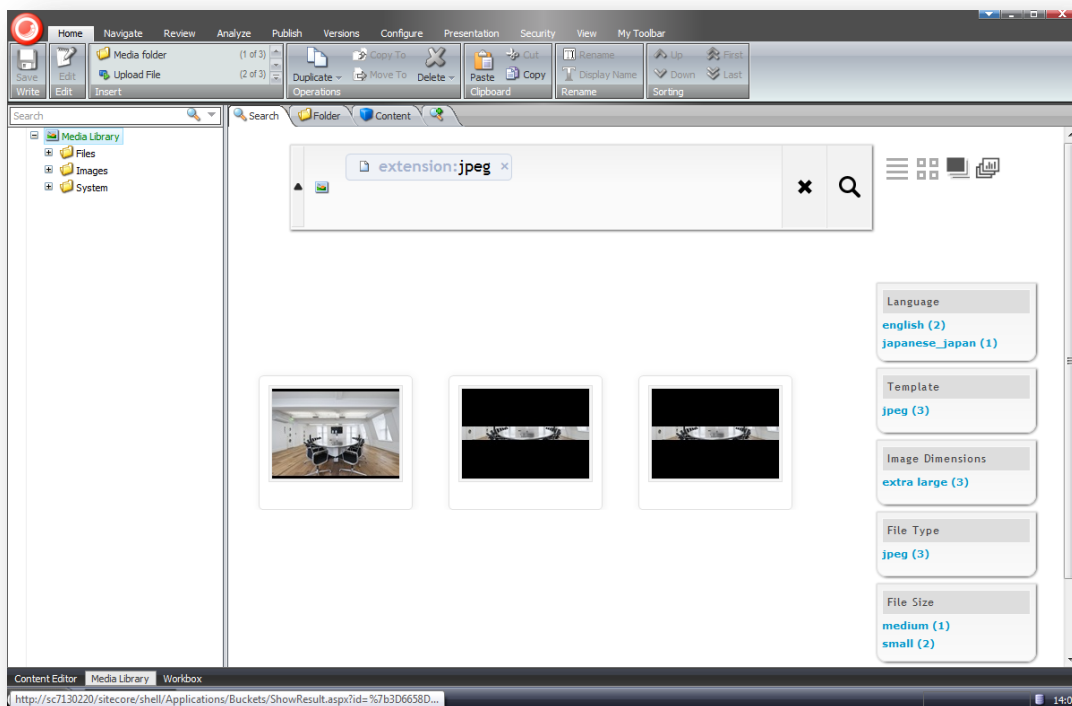 Home Navigate Review Analyze Publish Versions Configure Presentation Security View My Toolbar
Save
Write
Edit
Edit
Media folder (1 of 3)
Upload File (2 of 3)
Insert
Duplicate
Copy To
Move To
Delete
Operations
Paste
Cut
Copy
Clipboard
Rename
Display Name
Rename
Up First
Down Last
Sorting
Search
Media Library
Files
Images
System
Search Folder Content
extension:jpeg ×
Language
english (2)
japanese_japan (1)
Template
jpeg (3)
Image Dimensions
extra large (3)
File Type
jpeg (3)
File Size
medium (1)
small (2)
Content Editor Media Library Workbox
http://sc7130220/sitecore/shell/Applications/Buckets/ShowResult.aspx?id=%7b3D6658D...
14:0